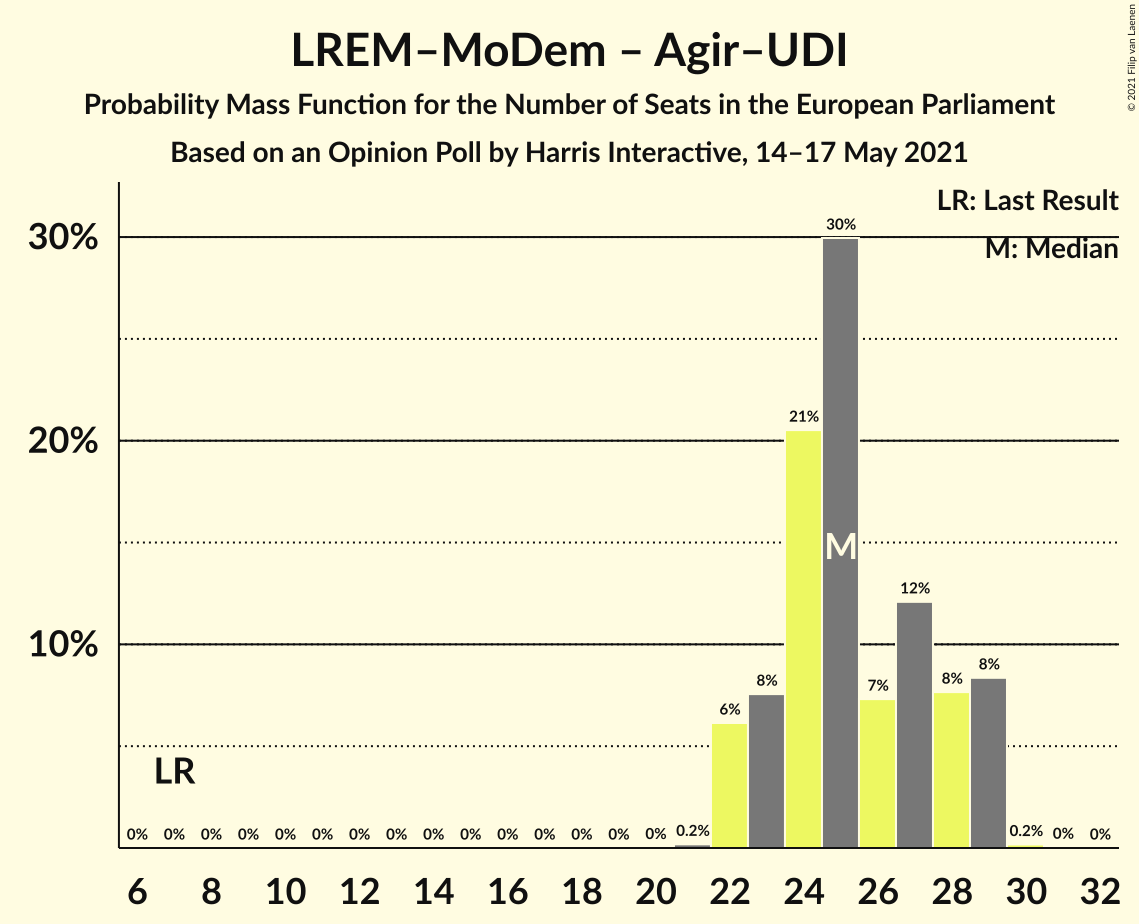 LREM–MoDem – Agir–UDI
Probability Mass Function for the Number of Seats in the European Parliament
Based on an Opinion Poll by Harris Interactive, 14–17 May 2021
© 2021 Filip van Laenen
LR: Last Result
M: Median
30%
20%
10%
30%
21%
M
12%
8%
7%
8%
8%
6%
LR
0% 0% 0% 0% 0% 0% 0% 0% 0% 0% 0% 0% 0% 0% 0% 0.2% 0.2% 0% 0%
6 8 10 12 14 16 18 20 22 24 26 28 30 32